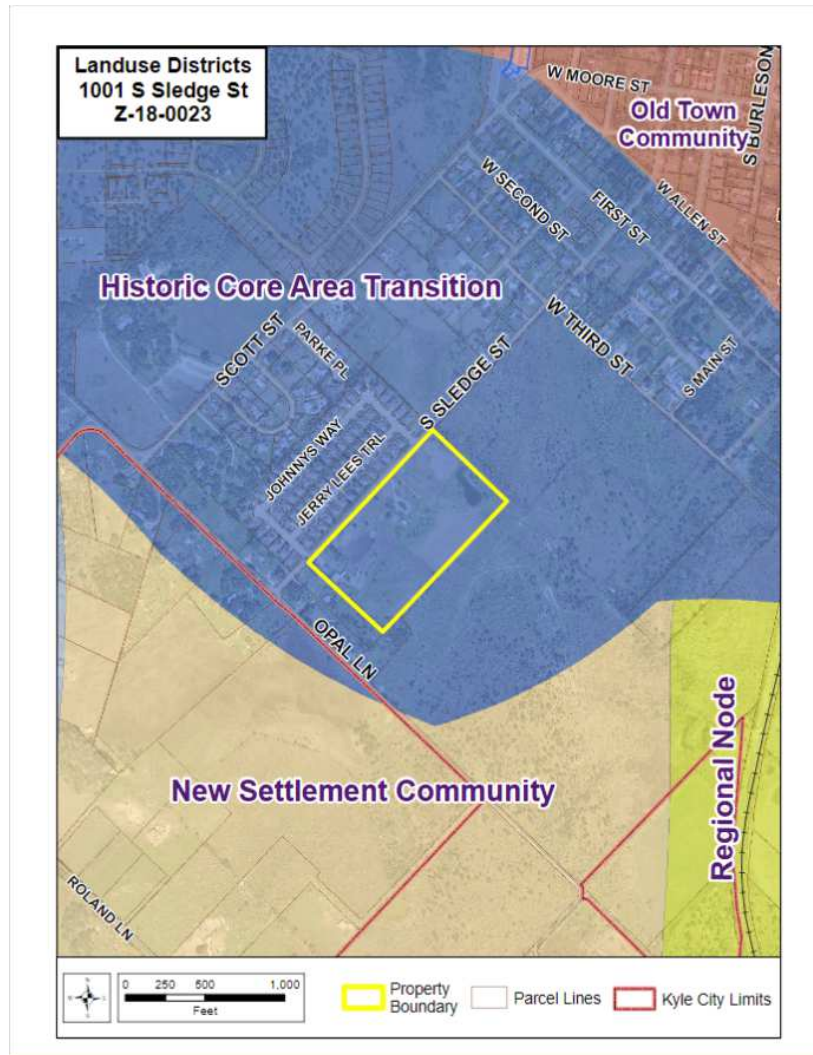 Landuse Districts
1001 S Sledge St
Z-18-0023
W MOORE ST
Old Town
Community
S BURLESON
W SECOND ST
FIRST ST
W ALLEN ST
Historic Core Area Transition
SCOTT ST
PARKE PL
S SLEDGE ST
W THIRD ST
S MAIN ST
JOHNNYS WAY
JERRY LEES TRL
OPAL LN
New Settlement Community
Regional Node
ROLAND LN
0 250 500 1,000
Feet
Property
Boundary
Parcel Lines
Kyle City Limits